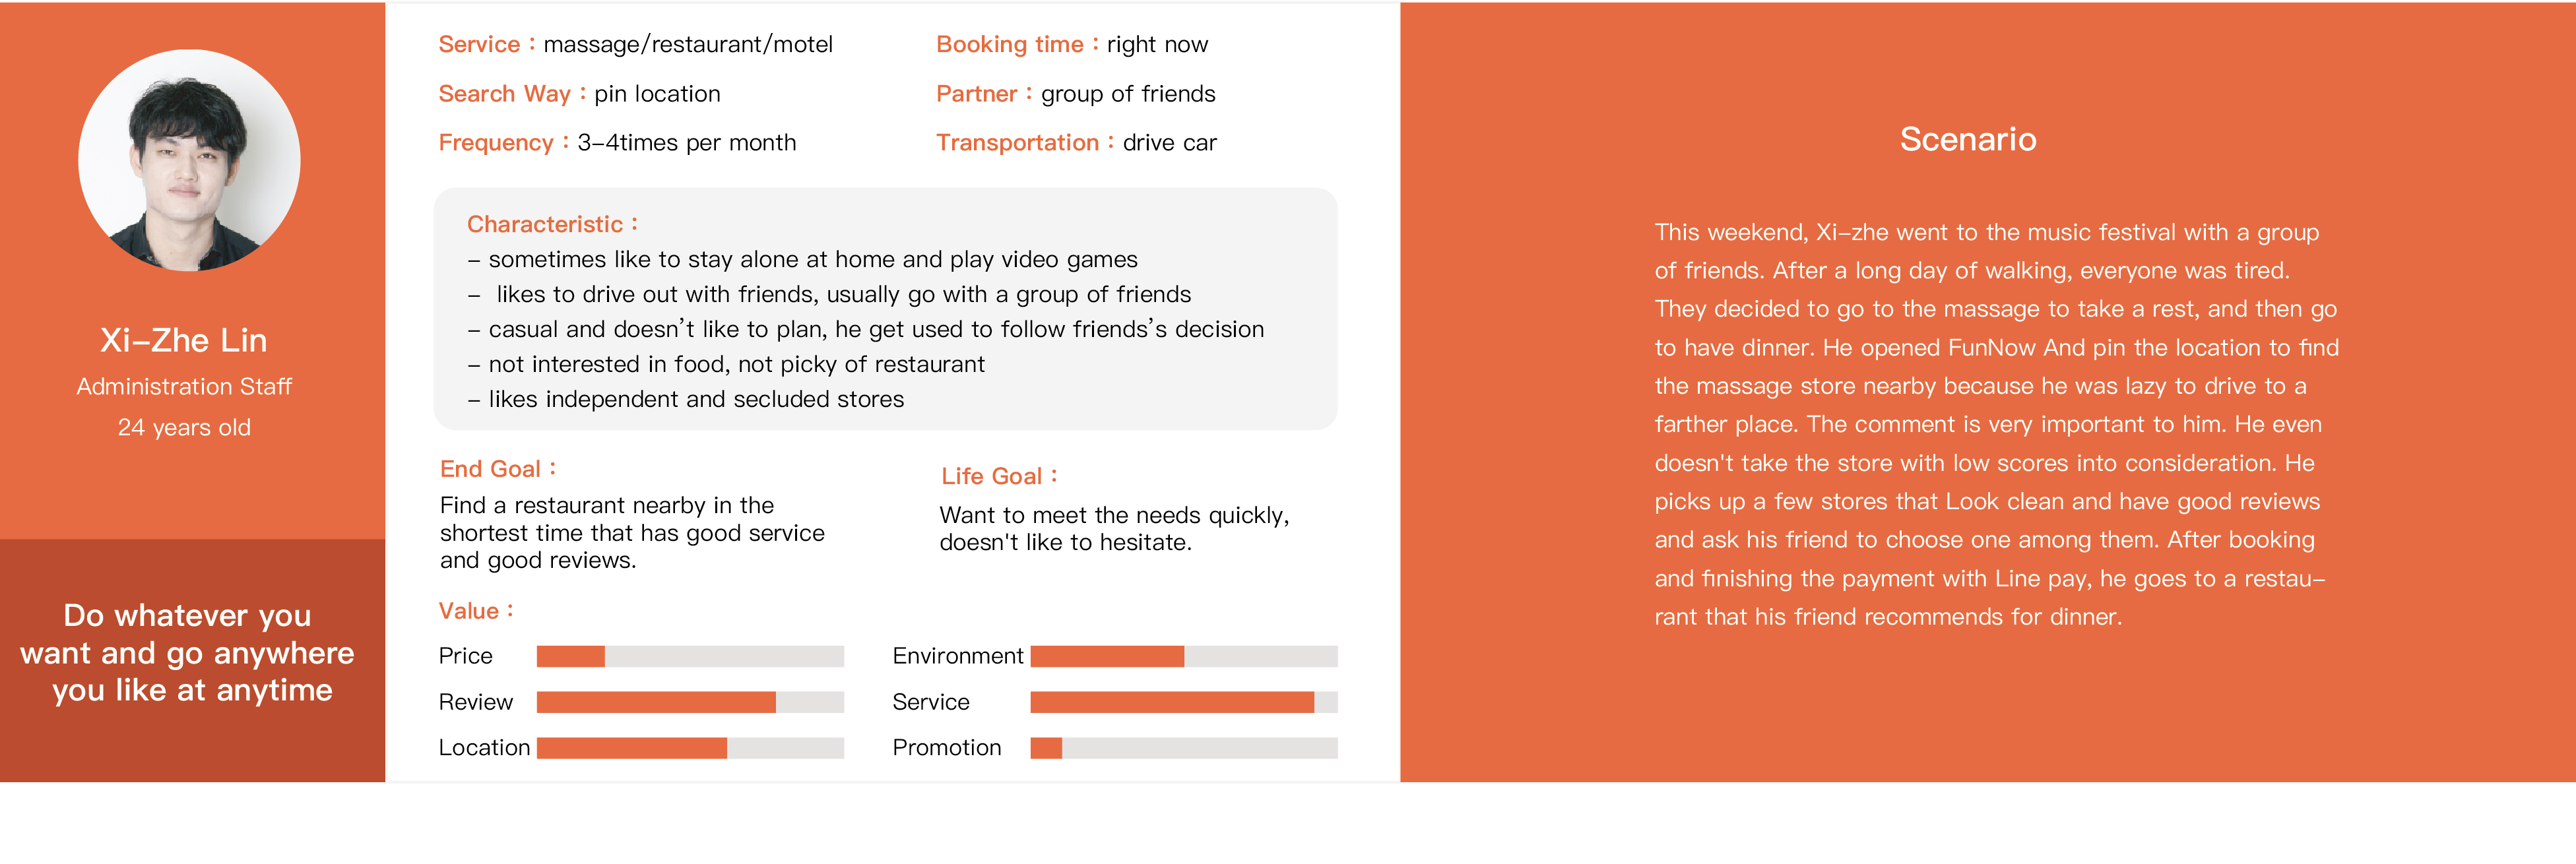 Xi–Zhe Lin
Administration Staff
24 years old
Do whatever you
want and go anywhere
you like at anytime
Service：massage/restaurant/motel
Search Way：pin location
Frequency：3–4times per month
Booking time：right now
Partner：group of friends
Transportation：drive car
Characteristic：
– sometimes like to stay alone at home and play video games
–  likes to drive out with friends, usually go with a group of friends
– casual and doesn’t like to plan, he get used to follow friends’s decision
– not interested in food, not picky of restaurant
– likes independent and secluded stores
End Goal：
Find a restaurant nearby in the
shortest time that has good service
and good reviews.
Life Goal：
Want to meet the needs quickly,
doesn't like to hesitate.
Value：
Price
Review
Location
Environment
Service
Promotion
Scenario
This weekend, Xi–zhe went to the music festival with a group
of friends. After a long day of walking, everyone was tired.
They decided to go to the massage to take a rest, and then go
to have dinner. He opened FunNow And pin the location to find
the massage store nearby because he was lazy to drive to a
farther place. The comment is very important to him. He even
doesn't take the store with low scores into consideration. He
picks up a few stores that Look clean and have good reviews
and ask his friend to choose one among them. After booking
and finishing the payment with Line pay, he goes to a restau–
rant that his friend recommends for dinner.